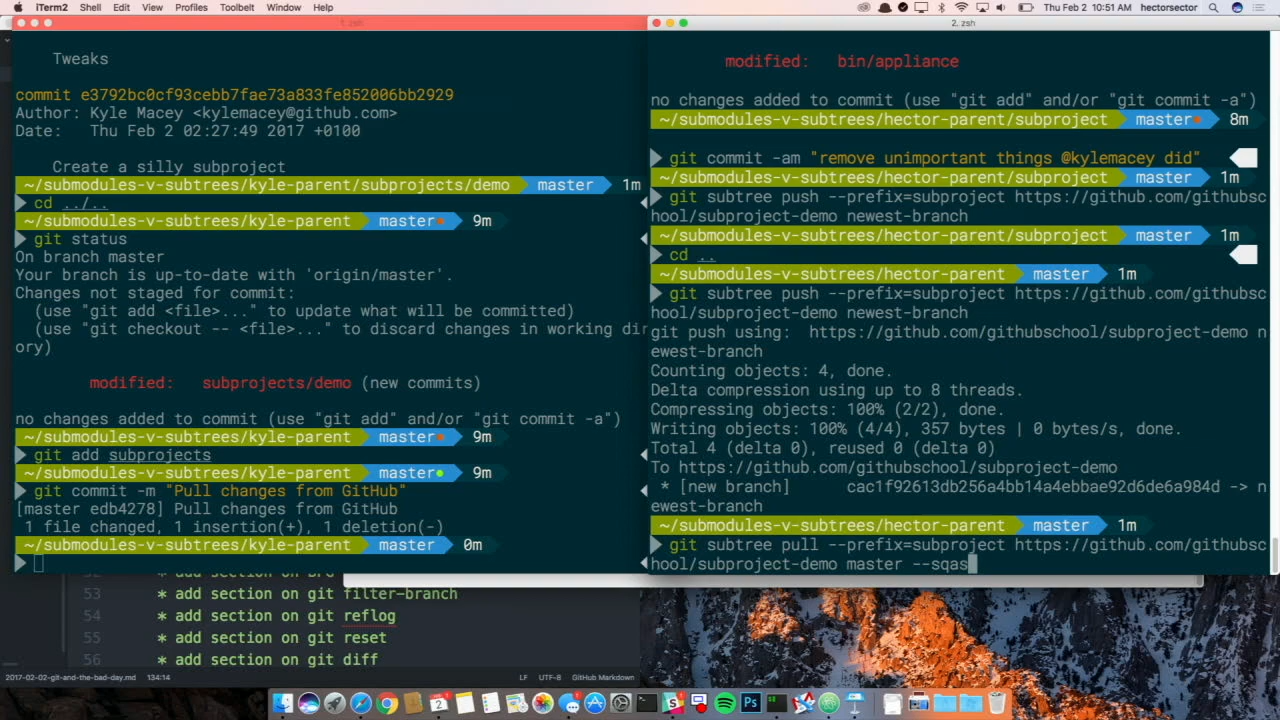 iTerm2 Shell Edit View Profiles Toolbelt Window Help
Thu Feb 2 10:51 AM hectorsector
1. zsh
Tweaks
commit e3792bc0cf93cebb7fae73a833fe852006bb2929
Author: Kyle Macey <kylemacey@github.com>
Date: Thu Feb 2 02:27:49 2017 +0100
Create a silly subproject
~/submodules-v-subtrees/kyle-parent/subprojects/demo master 1m
cd ../..
~/submodules-v-subtrees/kyle-parent master 9m
git status
On branch master
Your branch is up-to-date with 'origin/master'.
Changes not staged for commit:
(use "git add <file>..." to update what will be committed)
(use "git checkout -- <file>..." to discard changes in working dir
ory)
modified: subprojects/demo (new commits)
no changes added to commit (use "git add" and/or "git commit -a")
~/submodules-v-subtrees/kyle-parent master 9m
git add subprojects
~/submodules-v-subtrees/kyle-parent master 9m
git commit -m "Pull changes from GitHub"
[master edb4278] Pull changes from GitHub
1 file changed, 1 insertion(+), 1 deletion(-)
~/submodules-v-subtrees/kyle-parent master 0m
2. zsh
modified: bin/appliance
no changes added to commit (use "git add" and/or "git commit -a")
~/submodules-v-subtrees/hector-parent/subproject master 8m
git commit -am "remove unimportant things @kylemacey did"
~/submodules-v-subtrees/hector-parent/subproject master 1m
git subtree push --prefix=subproject https://github.com/githubsc
hool/subproject-demo newest-branch
~/submodules-v-subtrees/hector-parent/subproject master 1m
cd ..
~/submodules-v-subtrees/hector-parent master 1m
git subtree push --prefix=subproject https://github.com/githubsc
hool/subproject-demo newest-branch
git push using: https://github.com/githubschool/subproject-demo n
ewest-branch
Counting objects: 4, done.
Delta compression using up to 8 threads.
Compressing objects: 100% (2/2), done.
Writing objects: 100% (4/4), 357 bytes | 0 bytes/s, done.
Total 4 (delta 0), reused 0 (delta 0)
To https://github.com/githubschool/subproject-demo
* [new branch] cac1f92613db256a4bb14a4ebbae92d6de6a984d -> n
ewest-branch
~/submodules-v-subtrees/hector-parent master 1m
git subtree pull --prefix=subproject https://github.com/githubsc
hool/subproject-demo master --sqas
53 * add section on git filter-branch
54 * add section on git reflog
55 * add section on git reset
56 * add section on git diff
2017-02-02-git-and-the-bad-day.md 134:14 LF UTF-8 GitHub Markdown